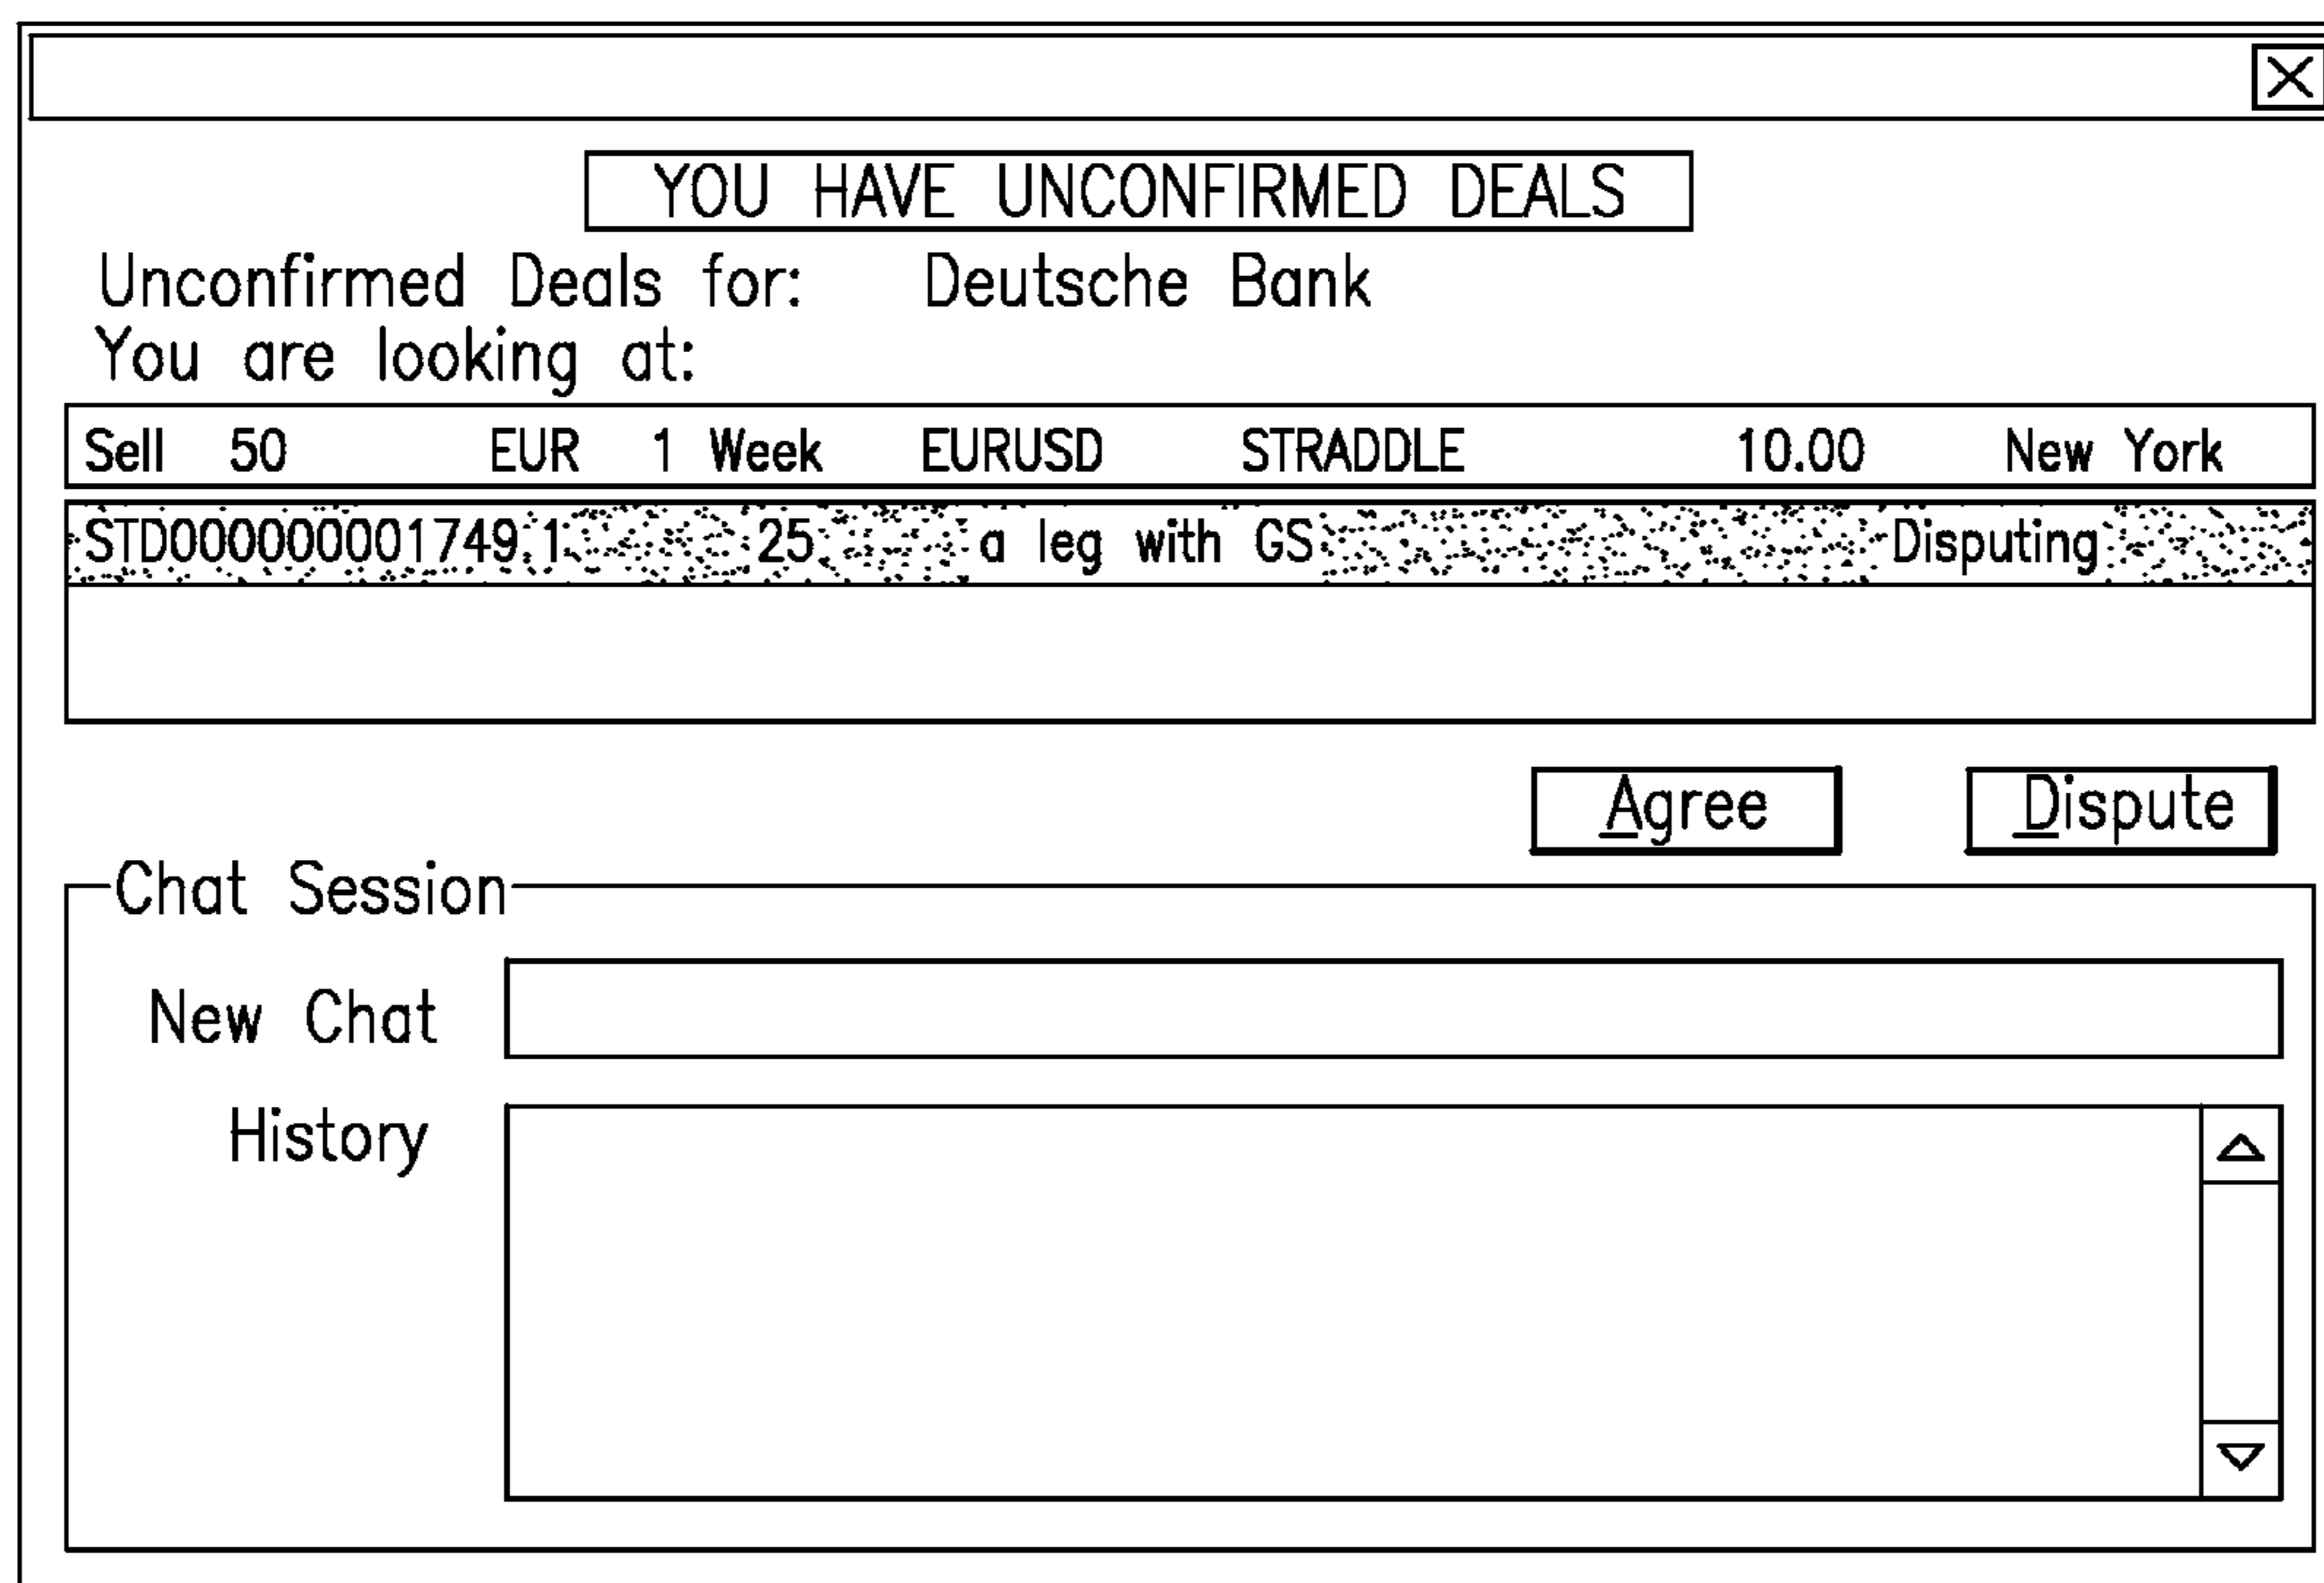 YOU HAVE UNCONFIRMED DEALS
Unconfirmed Deals for: Deutsche Bank
You are looking at:
Sell 50 EUR 1 Week EURUSD STRADDLE 10.00 New York
STD0000000001749.1 25 a leg with GS Disputing
Agree Dispute
Chat Session
New Chat
History